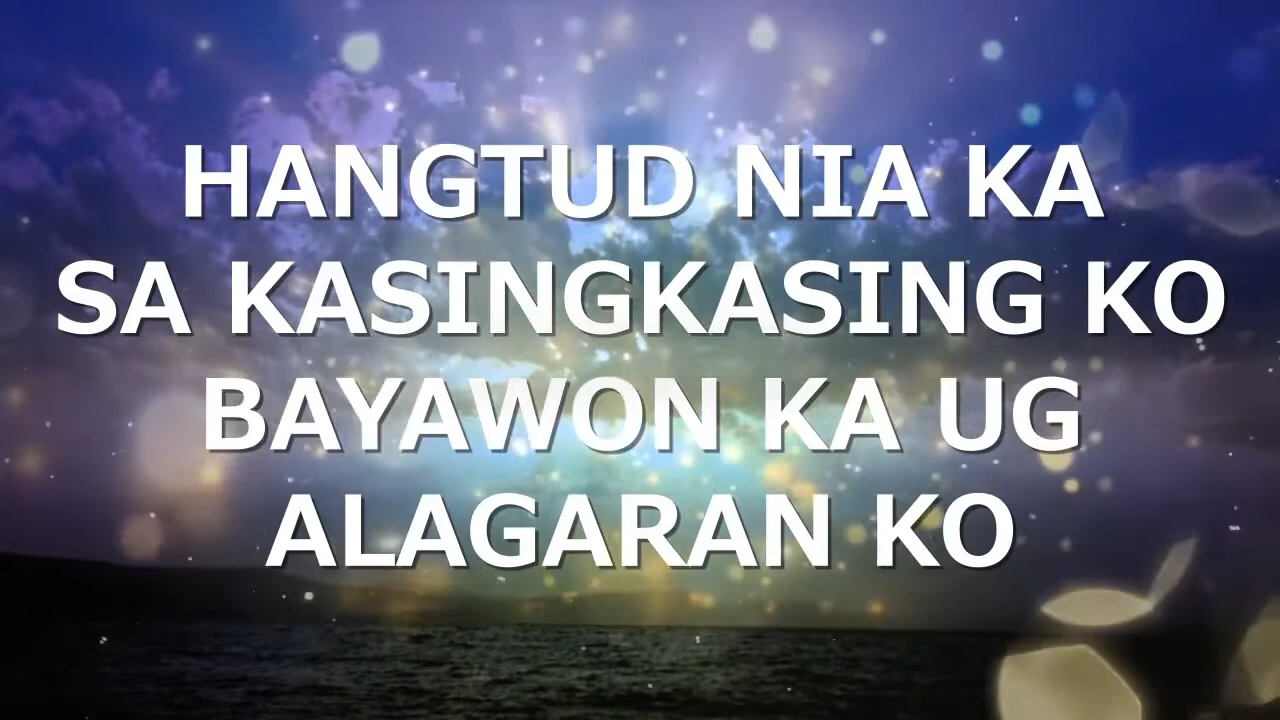 HANGTUD NIA KA
SA KASINGKASING KO
BAYAWON KA UG
ALAGARAN KO